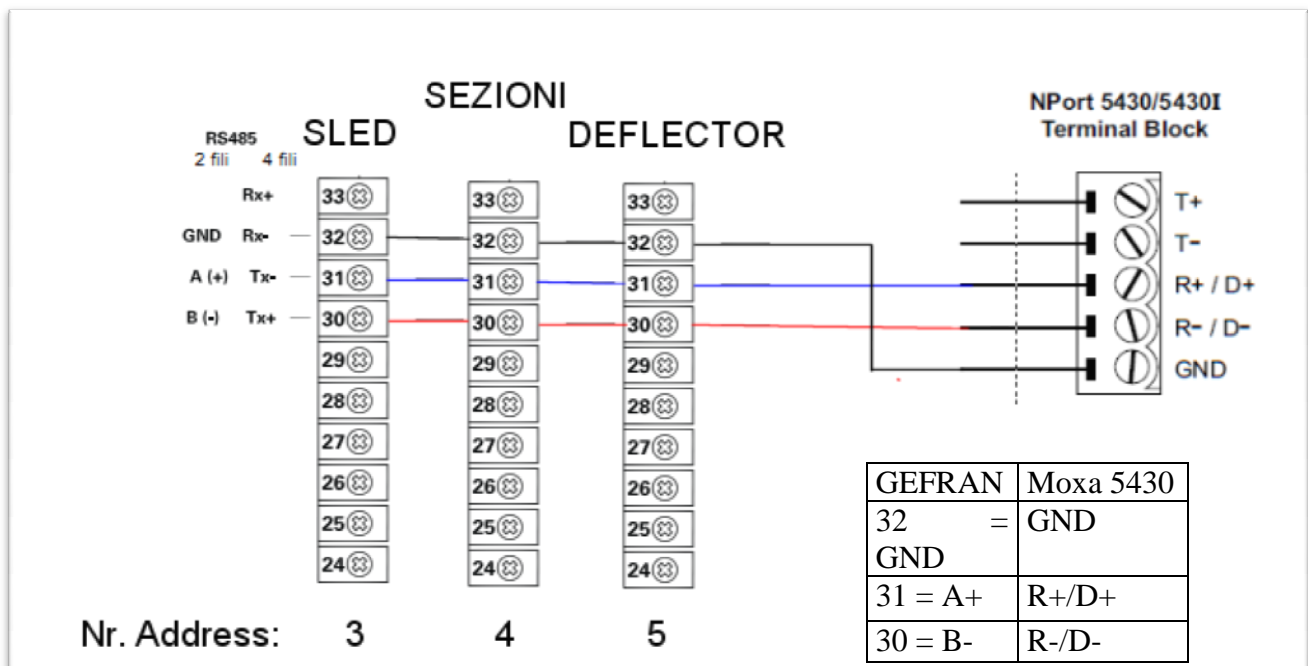 SEZIONI
SLED
DEFLECTOR
RS485
2 fili 4 fili
NPort 5430/5430I
Terminal Block
Rx+ 33 33 33 T+
GND Rx- 32 32 32 T-
A (+) Tx- 31 31 31 R+ / D+
B (-) Tx+ 30 30 30 R- / D-
29 29 29 GND
28 28 28
27 27 27
26 26 26
25 25 25
24 24 24
GEFRAN Moxa 5430
32 = GND
GND
31 = A+ R+/D+
30 = B- R-/D-
Nr. Address: 3 4 5